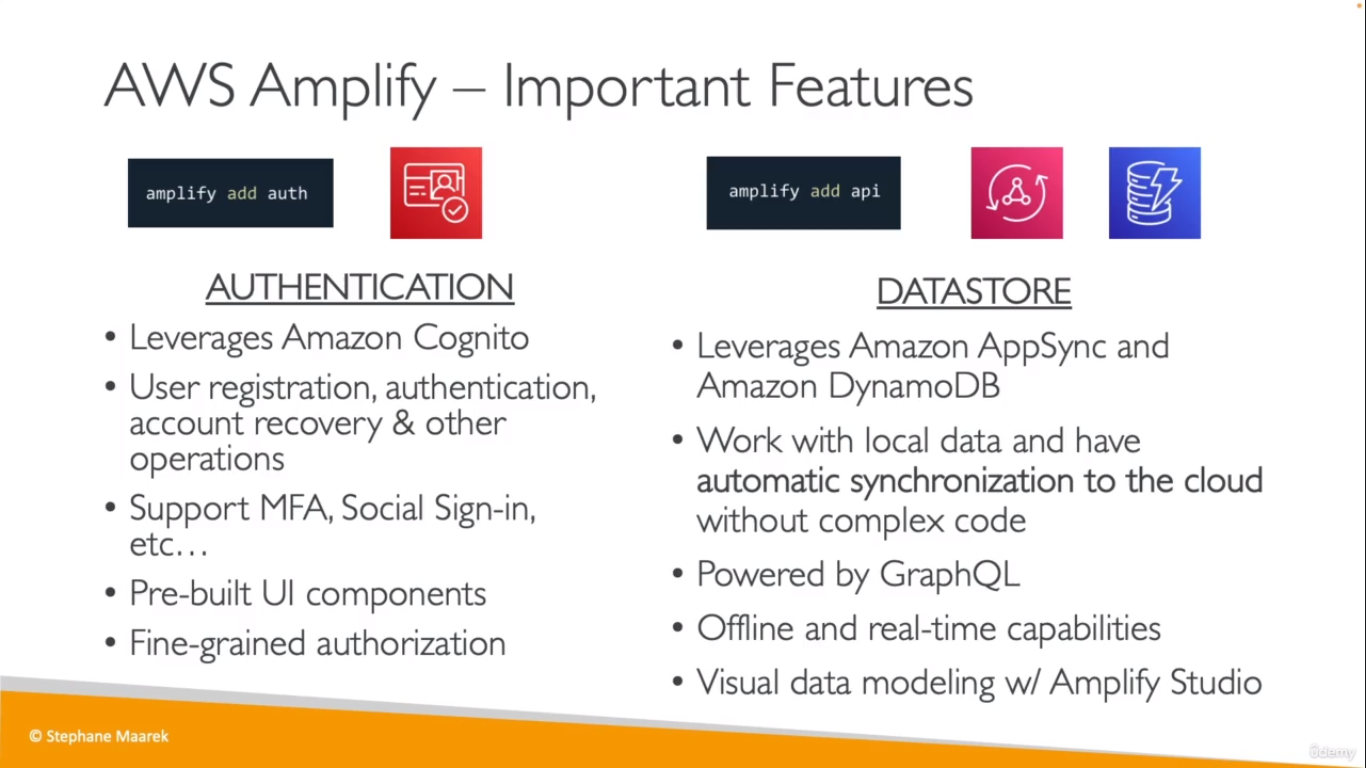 AWS Amplify – Important Features
amplify add auth
AUTHENTICATION
• Leverages Amazon Cognito
• User registration, authentication,
account recovery & other
operations
• Support MFA, Social Sign-in,
etc…
• Pre-built UI components
• Fine-grained authorization
amplify add api
DATASTORE
• Leverages Amazon AppSync and
Amazon DynamoDB
• Work with local data and have
automatic synchronization to the cloud
without complex code
• Powered by GraphQL
• Offline and real-time capabilities
• Visual data modeling w/ Amplify Studio
© Stephane Maarek
ûdemy